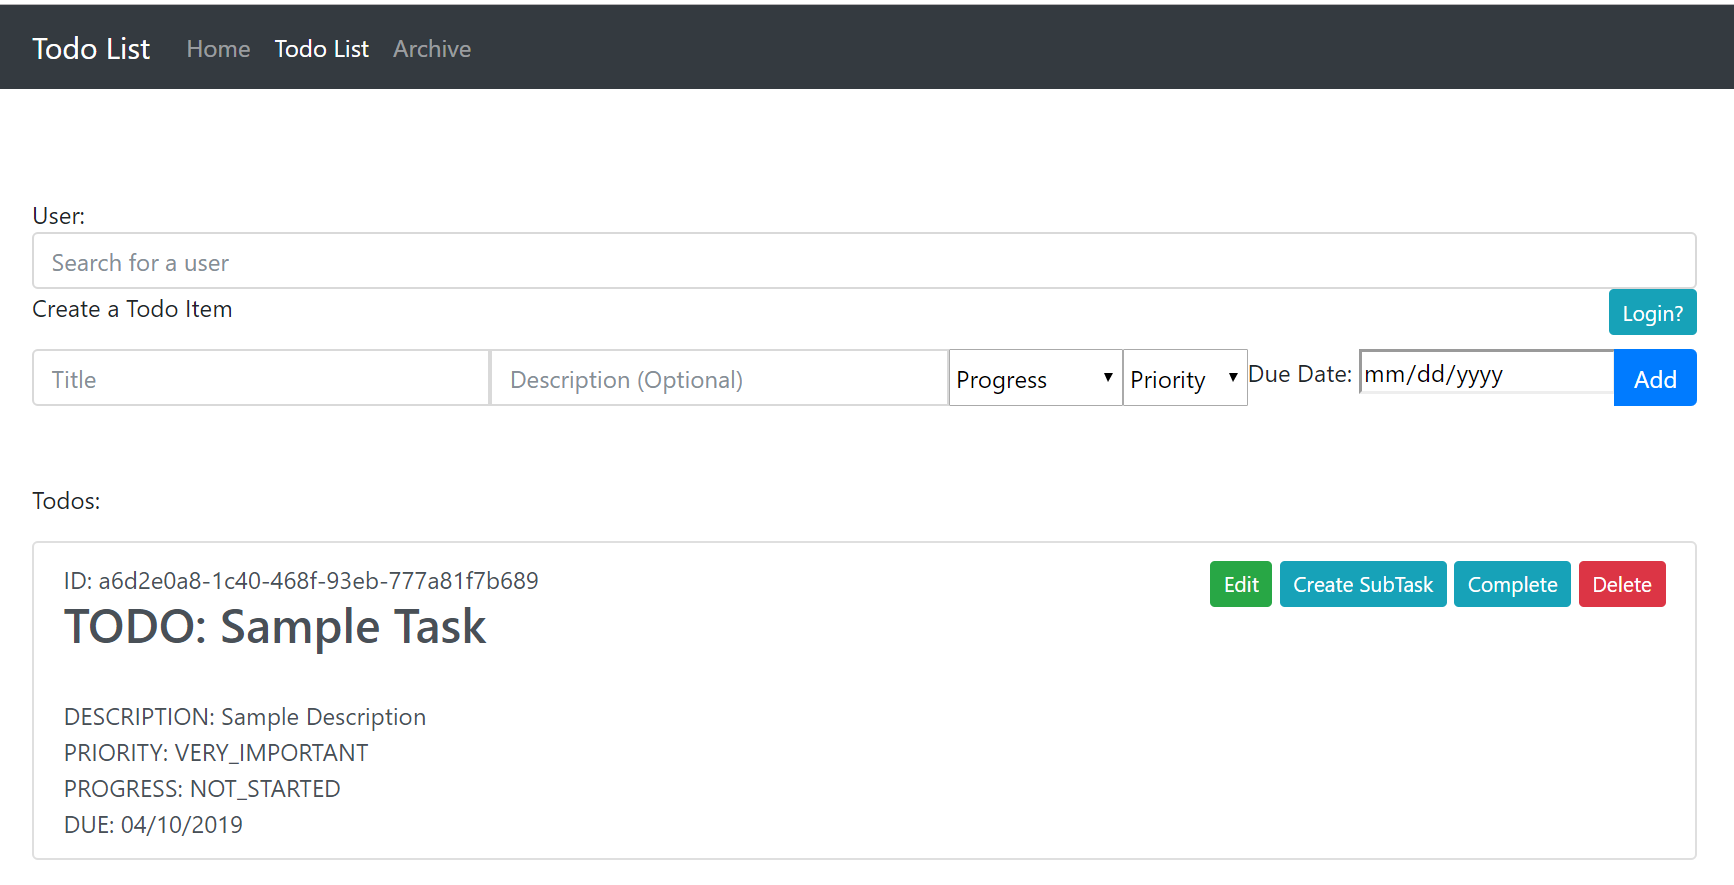 Todo List Home Todo List Archive
User:
Search for a user
Create a Todo Item Login?
Title Description (Optional) Progress Priority Due Date: mm/dd/yyyy Add
Todos:
ID: a6d2e0a8-1c40-468f-93eb-777a81f7b689 Edit Create SubTask Complete Delete
TODO: Sample Task
DESCRIPTION: Sample Description
PRIORITY: VERY_IMPORTANT
PROGRESS: NOT_STARTED
DUE: 04/10/2019